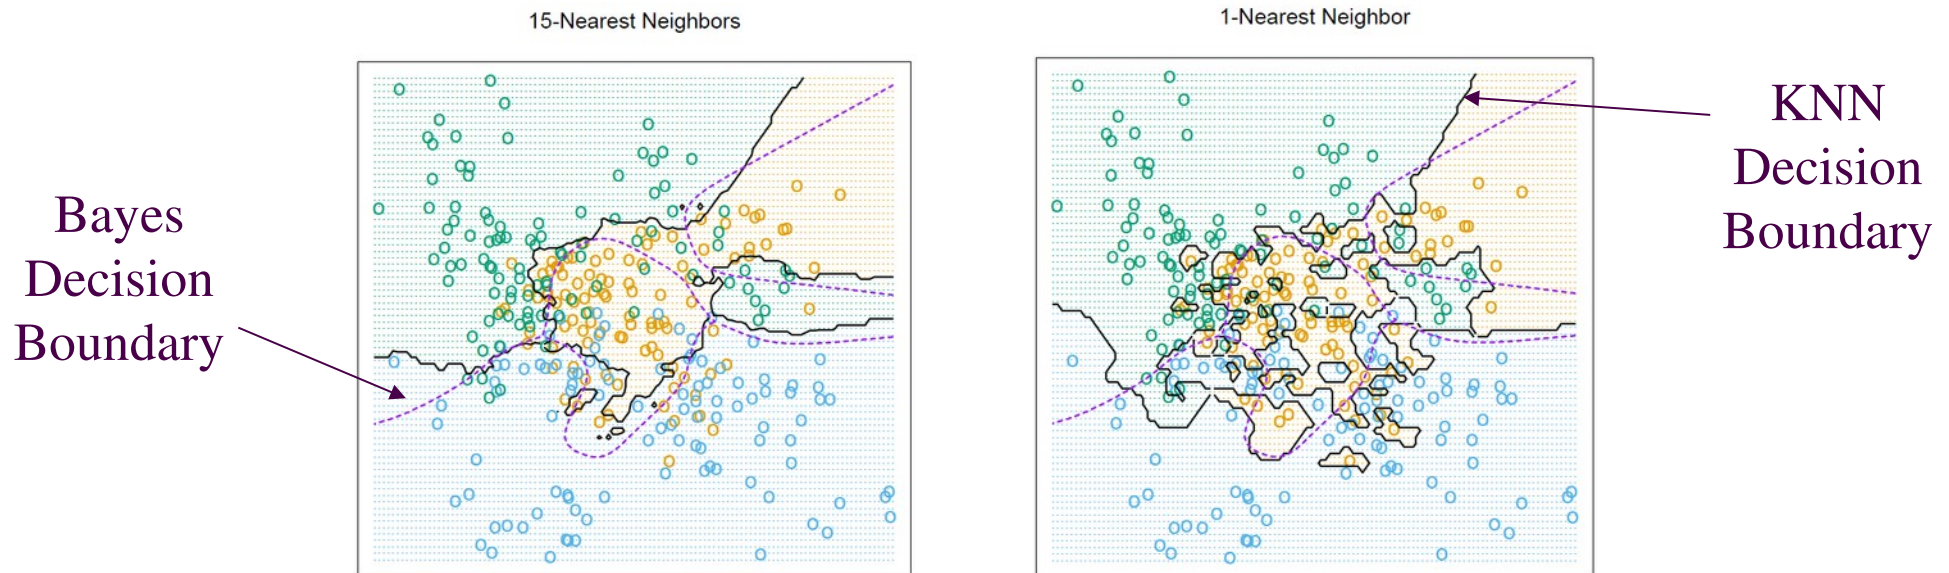 15-Nearest Neighbors
1-Nearest Neighbor
Bayes
Decision
Boundary
KNN
Decision
Boundary